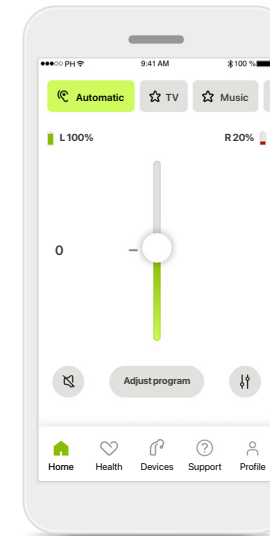 PH 9:41 AM 100 %
Automatic TV Music
L 100% R 20%
0
Adjust program
Home Health Devices Support Profile